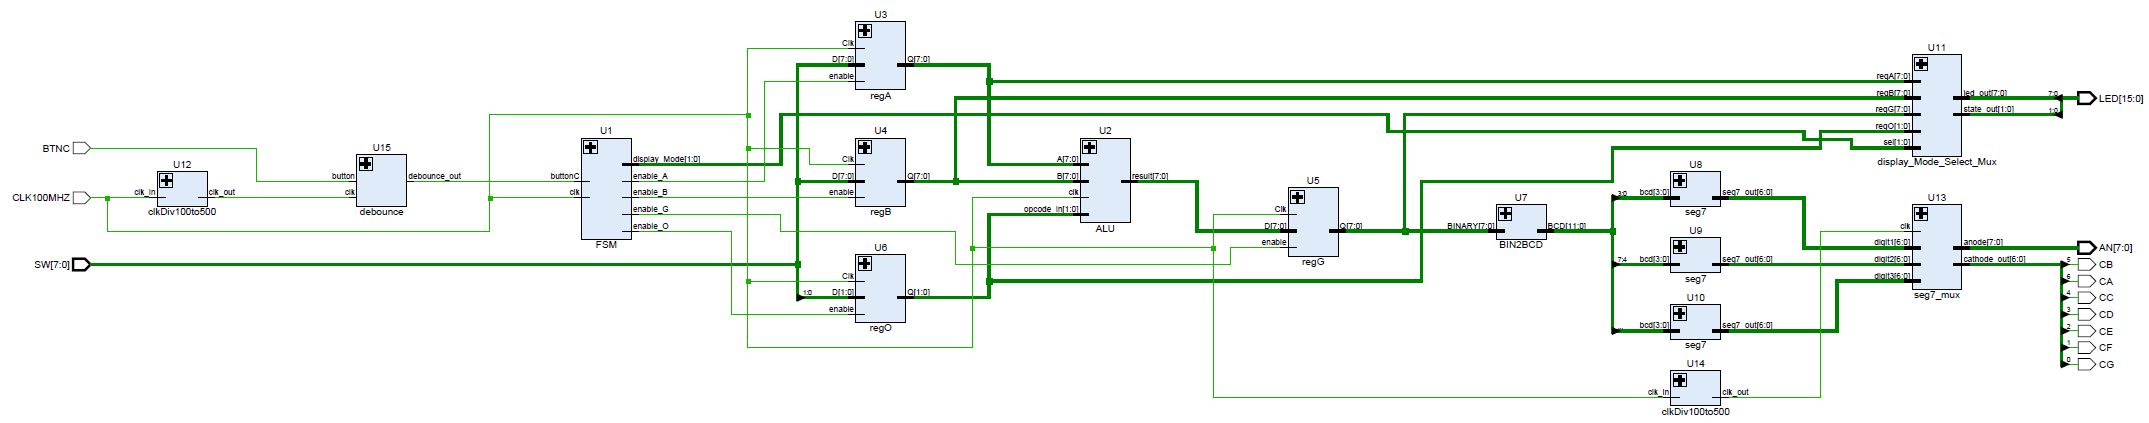 BTNC
CLK100MHZ
SW[7:0]
U12
clk_in
clk_out
clkDiv100to500
U15
button
clk
debounce_out
debounce
U1
buttonC
clk
display_Mode[1:0]
enable_A
enable_B
enable_G
enable_O
FSM
U3
Clk
D[7:0]
enable
Q[7:0]
regA
U4
Clk
D[7:0]
enable
Q[7:0]
regB
U6
Clk
1:0
D[1:0]
enable
Q[1:0]
regO
U2
A[7:0]
B[7:0]
clk
opcode_in[1:0]
result[7:0]
ALU
U5
Clk
D[7:0]
enable
Q[7:0]
regG
U7
BINARY[7:0]
BCD[11:0]
BIN2BCD
U8
3:0
bcd[3:0]
seg7_out[6:0]
seg7
U9
7:4
bcd[3:0]
seg7_out[6:0]
seg7
U10
bcd[3:0]
seg7_out[6:0]
seg7
U14
clk_in
clk_out
clkDiv100to500
U11
regA[7:0]
regB[7:0]
regG[7:0]
regO[1:0]
sel[1:0]
led_out[7:0]
state_out[1:0]
display_Mode_Select_Mux
U13
clk
digit1[6:0]
digit2[6:0]
digit3[6:0]
anode[7:0]
cathode_out[6:0]
seg7_mux
7:0
1:0
LED[15:0]
AN[7:0]
5
CB
6
CA
4
CC
3
CD
2
CE
1
CF
0
CG